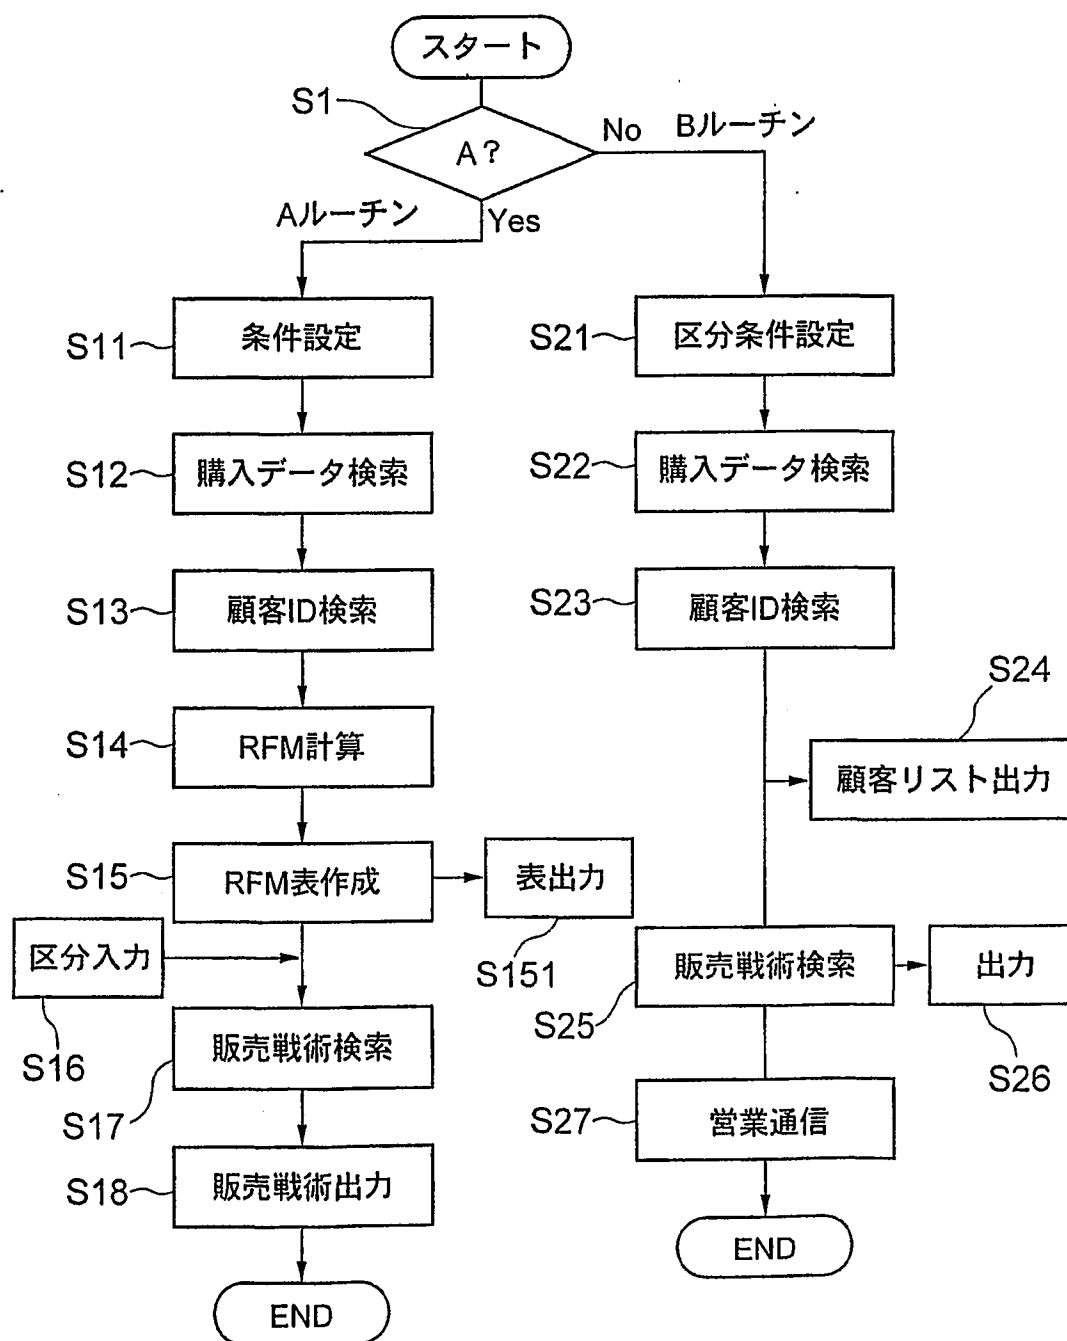 スタート
S1
A？
No
Bルーチン
Aルーチン
Yes
S11
条件設定
S21
区分条件設定
S12
購入データ検索
S22
購入データ検索
S13
顧客ID検索
S23
顧客ID検索
S24
S14
RFM計算
顧客リスト出力
S15
RFM表作成
表出力
区分入力
S151
販売戦術検索
出力
S16
S25
S26
販売戦術検索
S17
S27
営業通信
S18
販売戦術出力
END
END